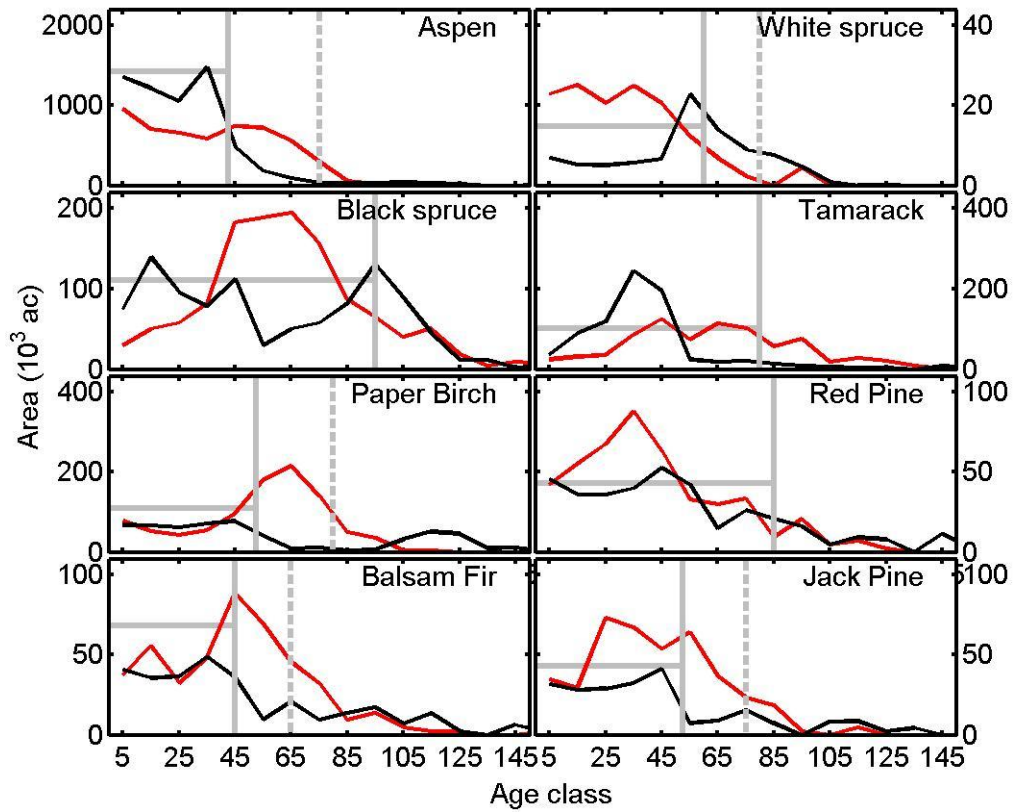 2000
Aspen
White spruce
40
1000
20
0
0
200
Black spruce
Tamarack
400
100
200
0
0
400
Paper Birch
Red Pine
100
200
50
0
0
100
Balsam Fir
Jack Pine
5100
50
50
0
0
5 25 45 65 85 105 125 145
5 25 45 65 85 105 125 145
Area (10³ ac)
Age class